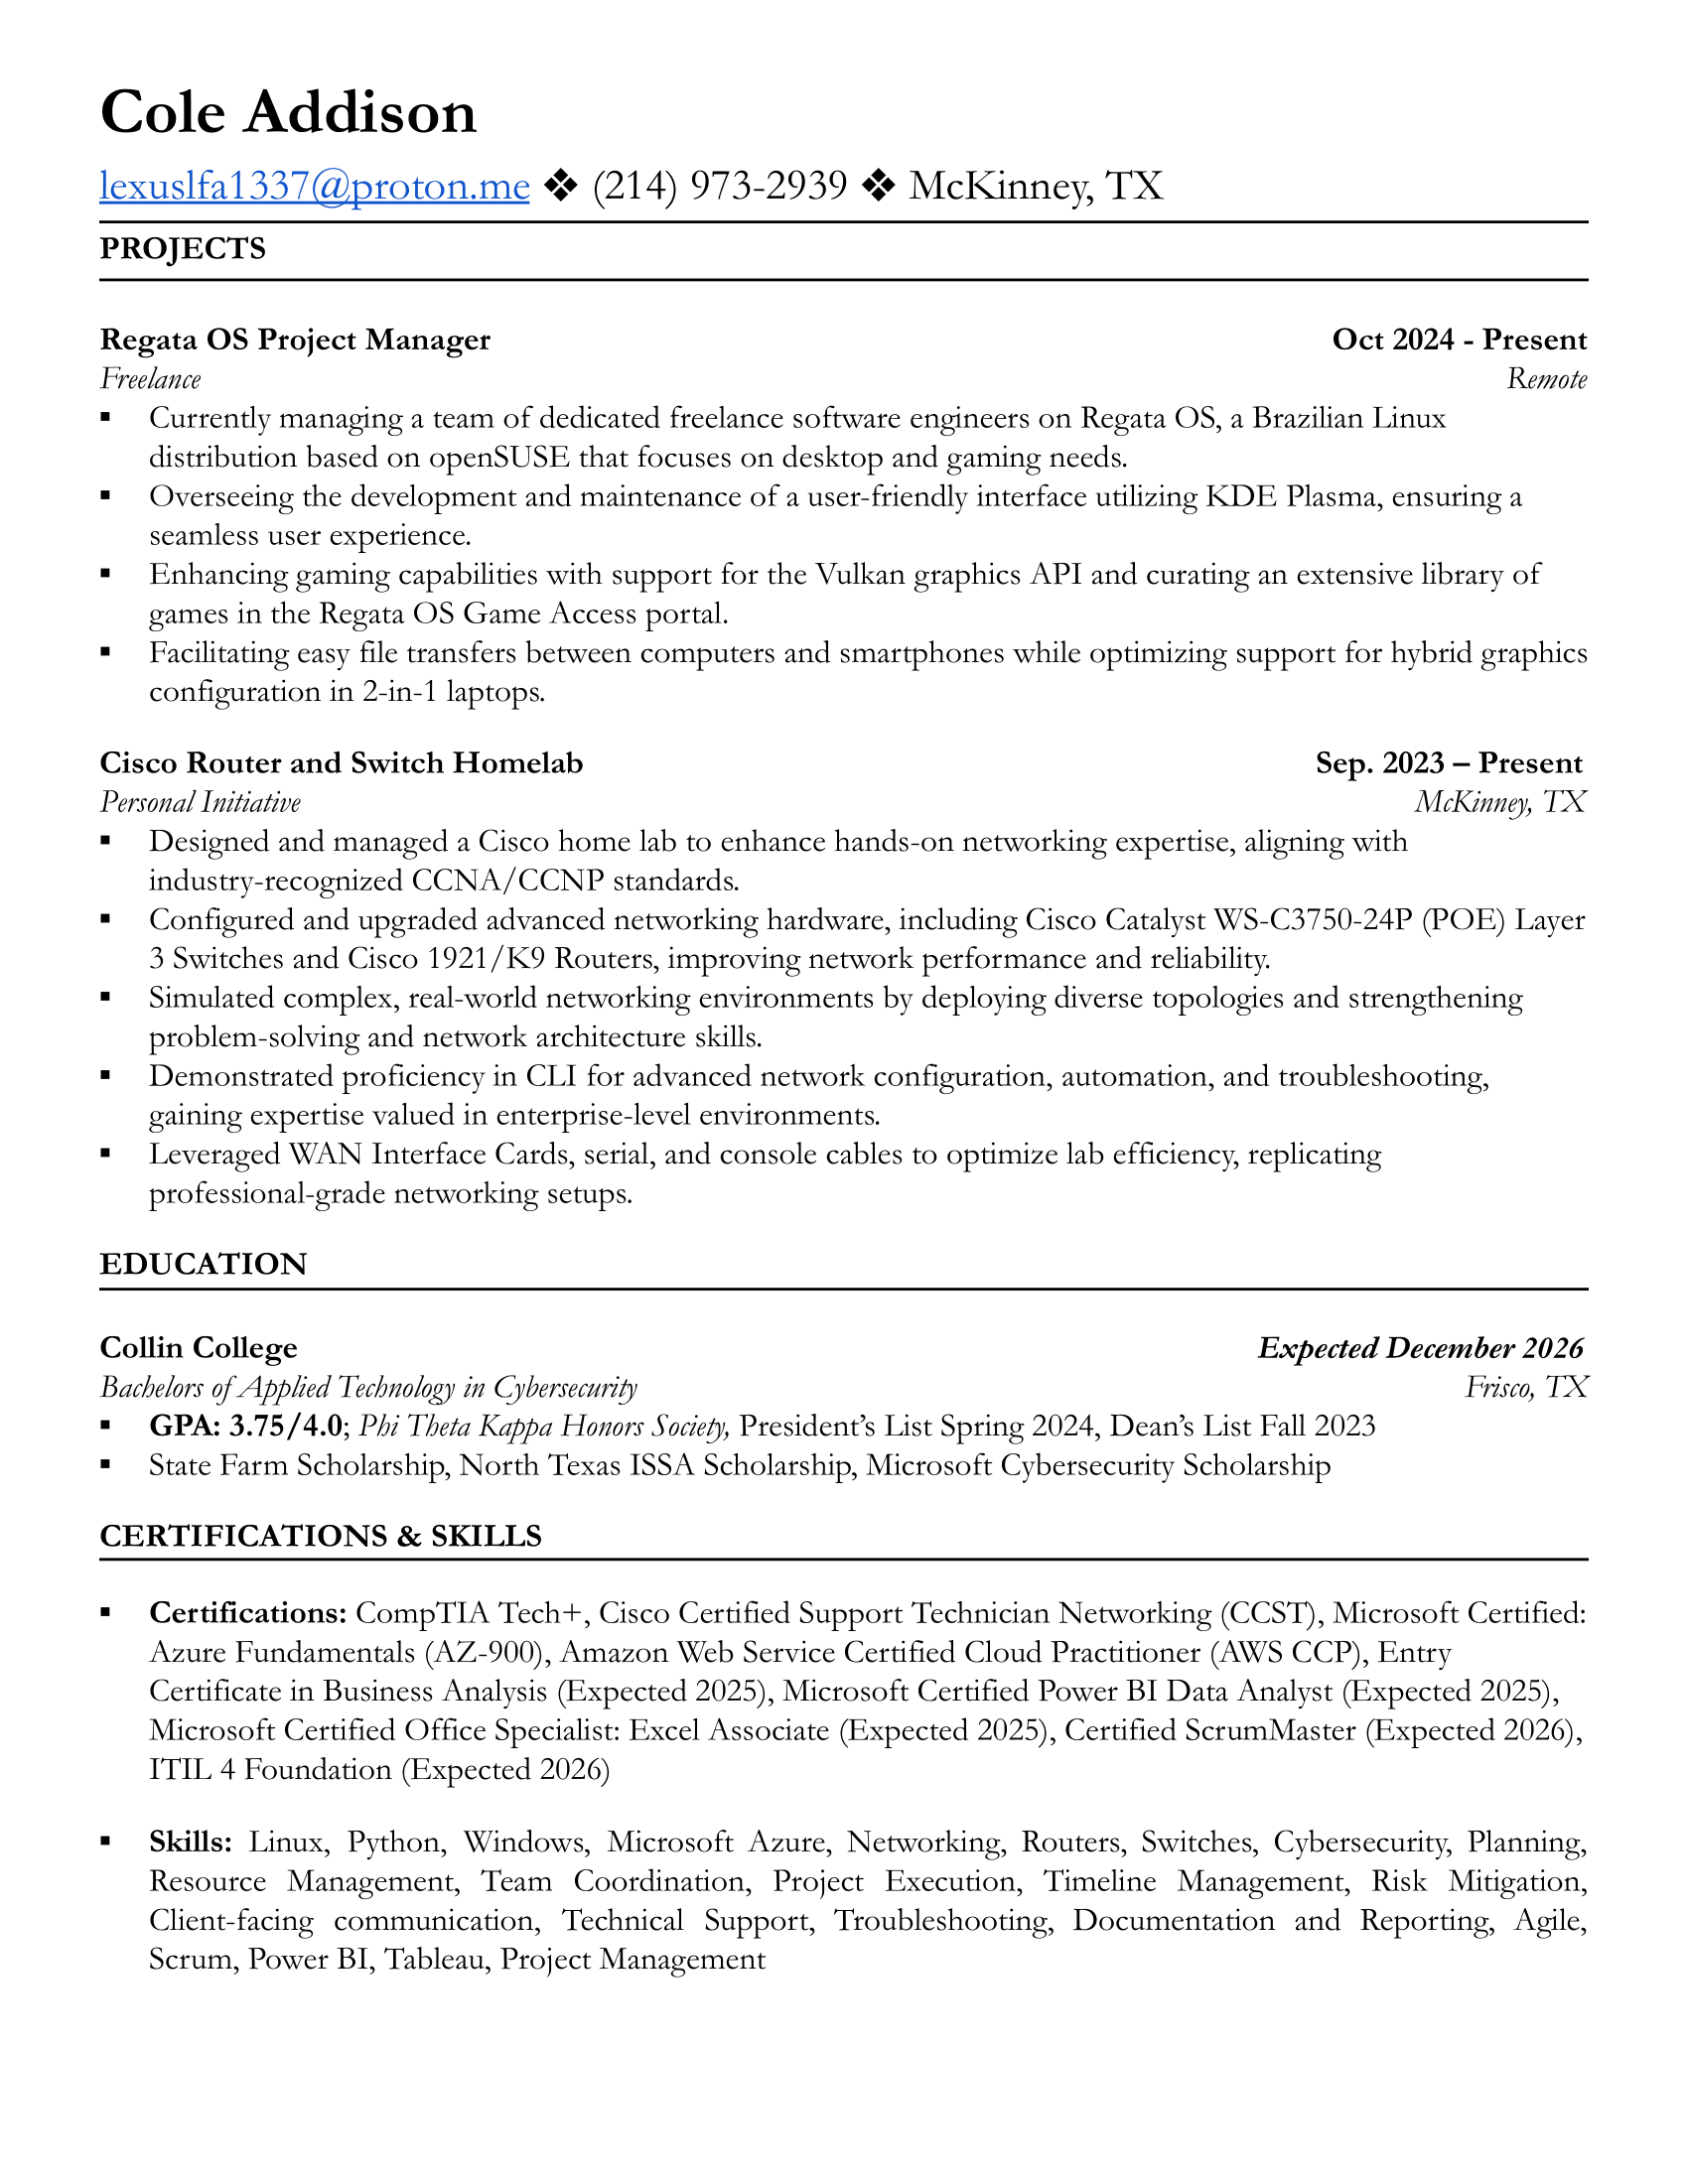 Cole Addison
lexuslfa1337@proton.me ❖ (214) 973-2939 ❖ McKinney, TX
PROJECTS
Regata OS Project Manager Oct 2024 - Present
Freelance Remote
▪ Currently managing a team of dedicated freelance software engineers on Regata OS, a Brazilian Linux
distribution based on openSUSE that focuses on desktop and gaming needs.
▪ Overseeing the development and maintenance of a user-friendly interface utilizing KDE Plasma, ensuring a
seamless user experience.
▪ Enhancing gaming capabilities with support for the Vulkan graphics API and curating an extensive library of
games in the Regata OS Game Access portal.
▪ Facilitating easy file transfers between computers and smartphones while optimizing support for hybrid graphics
configuration in 2-in-1 laptops.
Cisco Router and Switch Homelab Sep. 2023 – Present
Personal Initiative McKinney, TX
▪ Designed and managed a Cisco home lab to enhance hands-on networking expertise, aligning with
industry-recognized CCNA/CCNP standards.
▪ Configured and upgraded advanced networking hardware, including Cisco Catalyst WS-C3750-24P (POE) Layer
3 Switches and Cisco 1921/K9 Routers, improving network performance and reliability.
▪ Simulated complex, real-world networking environments by deploying diverse topologies and strengthening
problem-solving and network architecture skills.
▪ Demonstrated proficiency in CLI for advanced network configuration, automation, and troubleshooting,
gaining expertise valued in enterprise-level environments.
▪ Leveraged WAN Interface Cards, serial, and console cables to optimize lab efficiency, replicating
professional-grade networking setups.
EDUCATION
Collin College Expected December 2026
Bachelors of Applied Technology in Cybersecurity Frisco, TX
▪ GPA: 3.75/4.0; Phi Theta Kappa Honors Society, President’s List Spring 2024, Dean’s List Fall 2023
▪ State Farm Scholarship, North Texas ISSA Scholarship, Microsoft Cybersecurity Scholarship
CERTIFICATIONS & SKILLS
▪ Certifications: CompTIA Tech+, Cisco Certified Support Technician Networking (CCST), Microsoft Certified:
Azure Fundamentals (AZ-900), Amazon Web Service Certified Cloud Practitioner (AWS CCP), Entry
Certificate in Business Analysis (Expected 2025), Microsoft Certified Power BI Data Analyst (Expected 2025),
Microsoft Certified Office Specialist: Excel Associate (Expected 2025), Certified ScrumMaster (Expected 2026),
ITIL 4 Foundation (Expected 2026)
▪ Skills: Linux, Python, Windows, Microsoft Azure, Networking, Routers, Switches, Cybersecurity, Planning,
Resource Management, Team Coordination, Project Execution, Timeline Management, Risk Mitigation,
Client-facing communication, Technical Support, Troubleshooting, Documentation and Reporting, Agile,
Scrum, Power BI, Tableau, Project Management